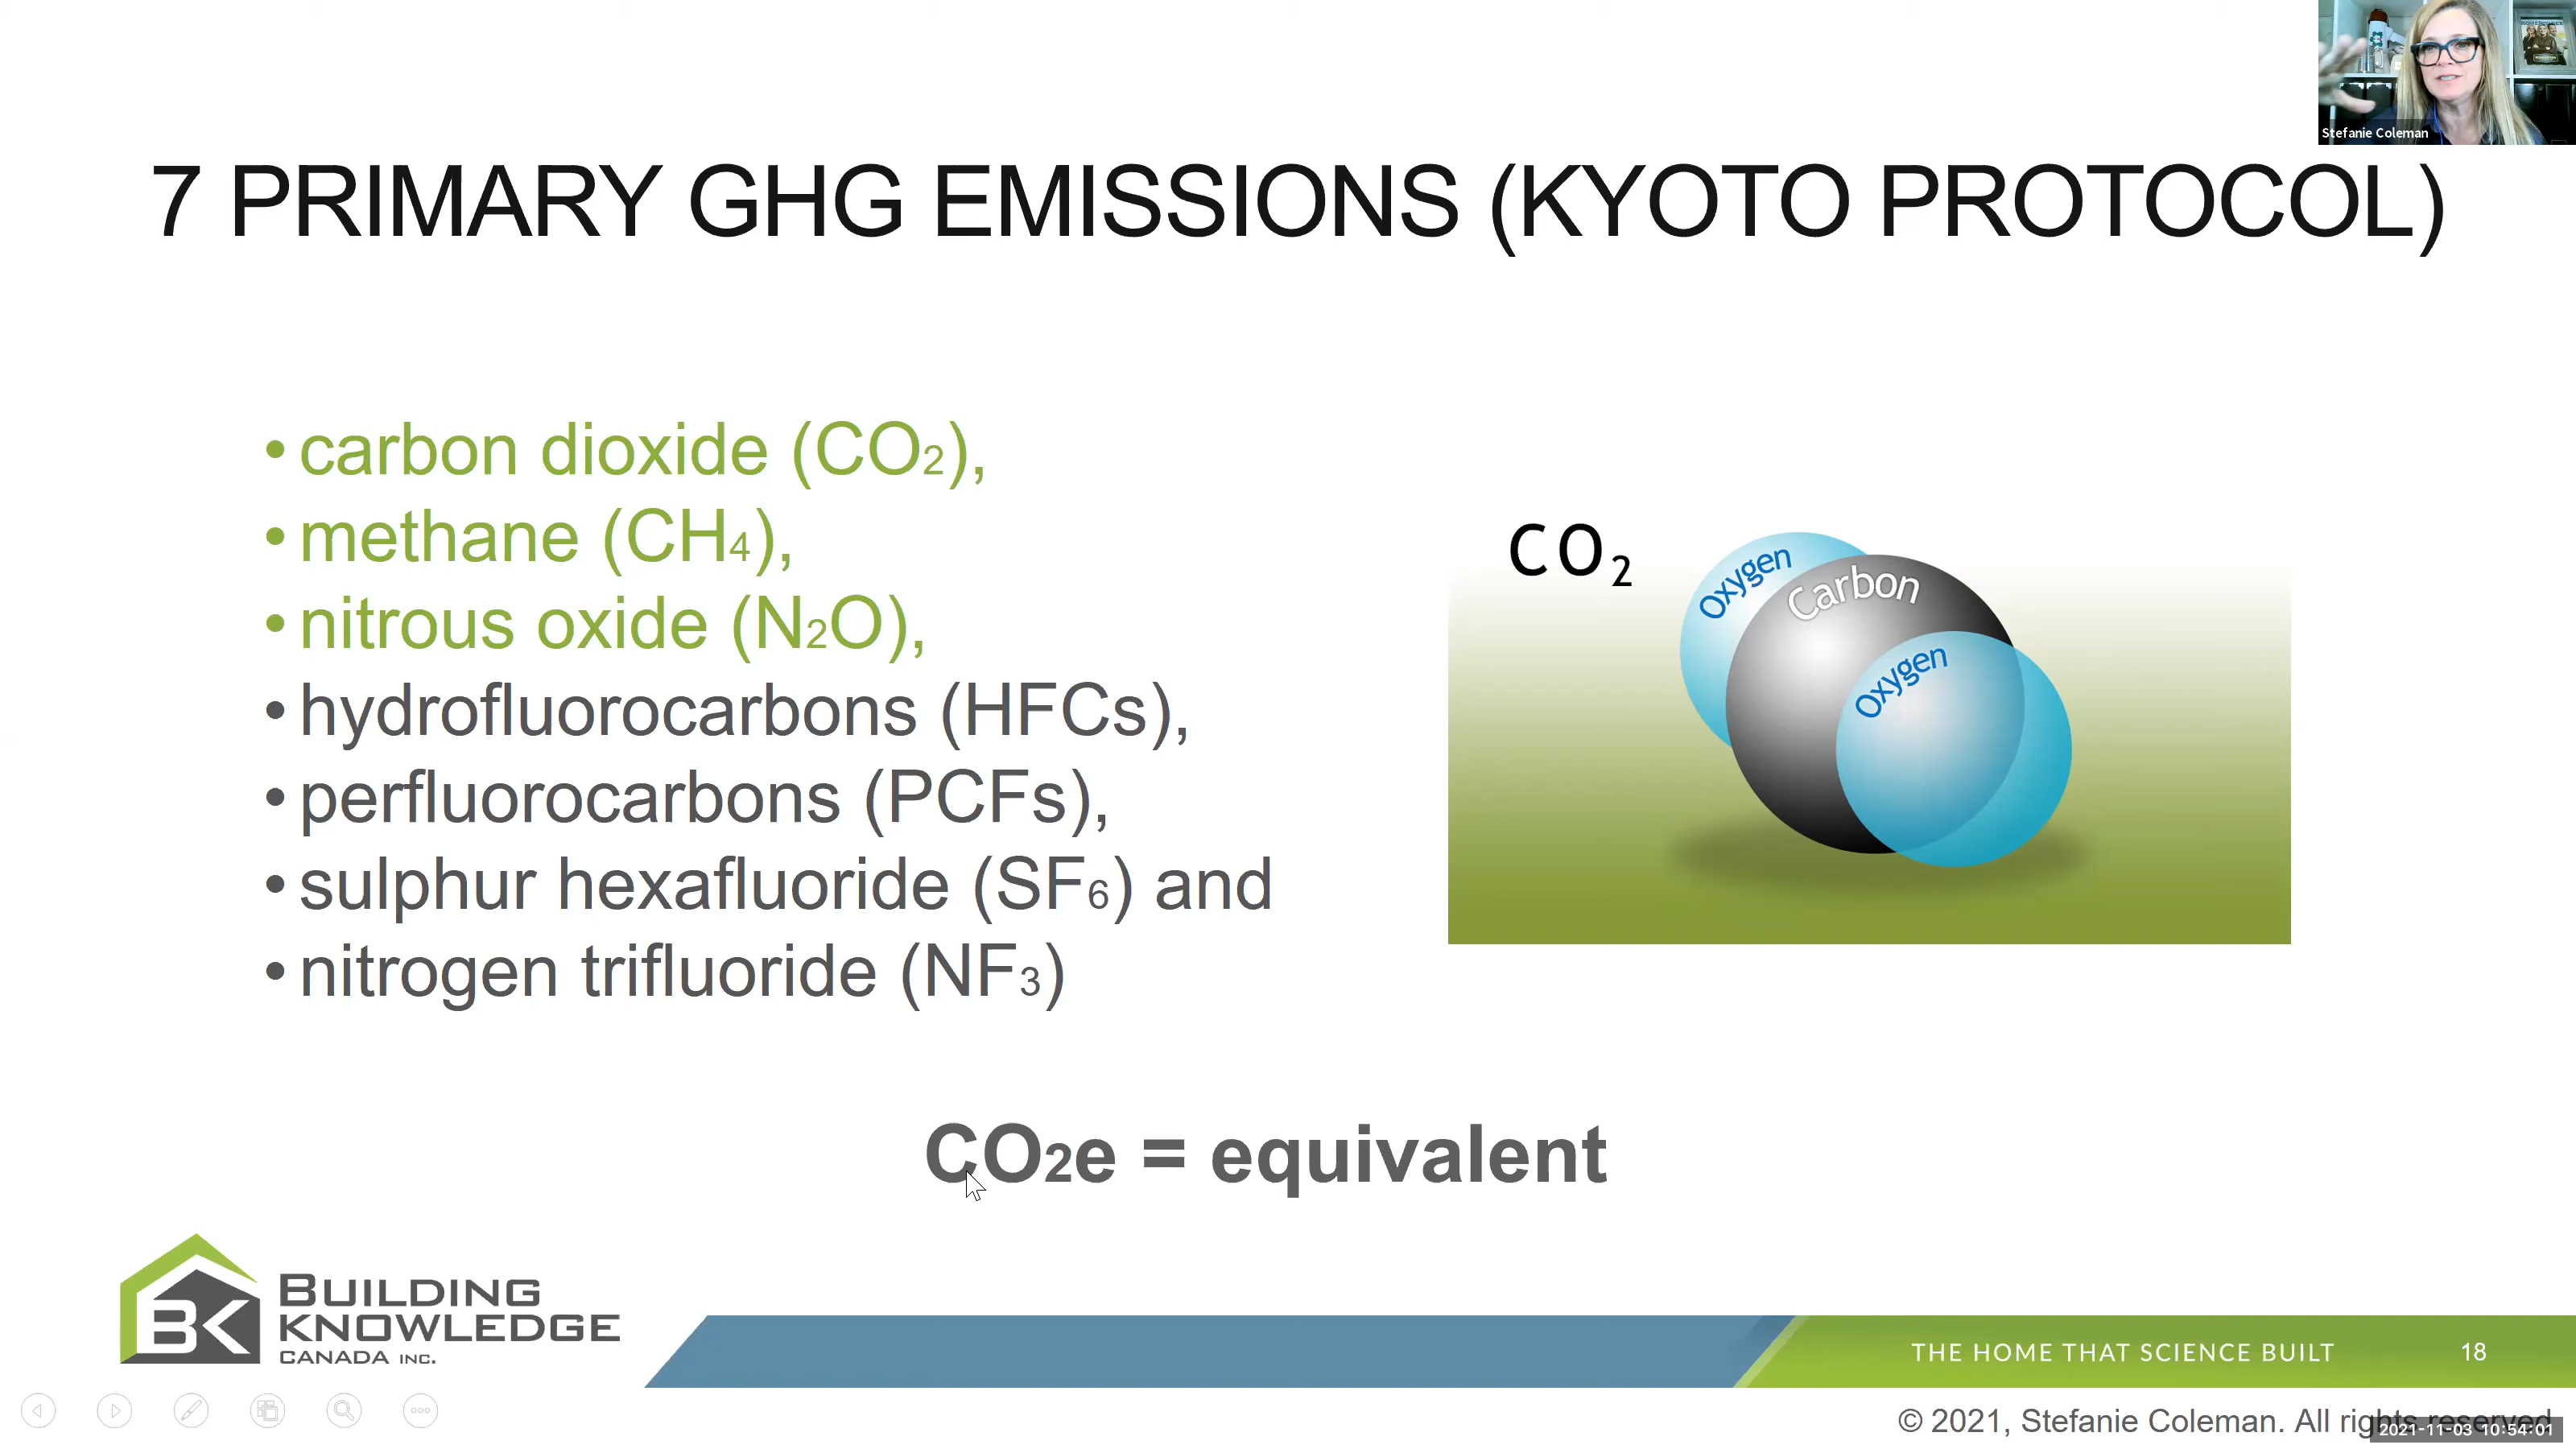 Stefanie Coleman
7 PRIMARY GHG EMISSIONS (KYOTO PROTOCOL)
• carbon dioxide (CO2),
• methane (CH4),
• nitrous oxide (N2O),
• hydrofluorocarbons (HFCs),
• perfluorocarbons (PCFs),
• sulphur hexafluoride (SF6) and
• nitrogen trifluoride (NF3)
CO2
Oxygen
Carbon
Oxygen
CO2e = equivalent
BK
BUILDING
KNOWLEDGE
CANADA INC.
THE HOME THAT SCIENCE BUILT
18
© 2021, Stefanie Coleman. All rights reserved
2021-11-03 10:54:01